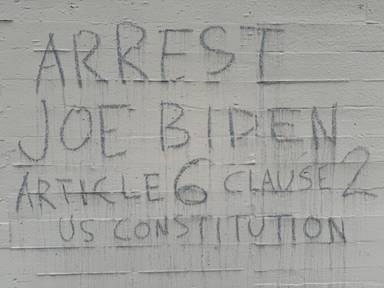 ARREST
JOE BIDEN
ARTICLE 6 CLAUSE 2
US CONSTITUTION